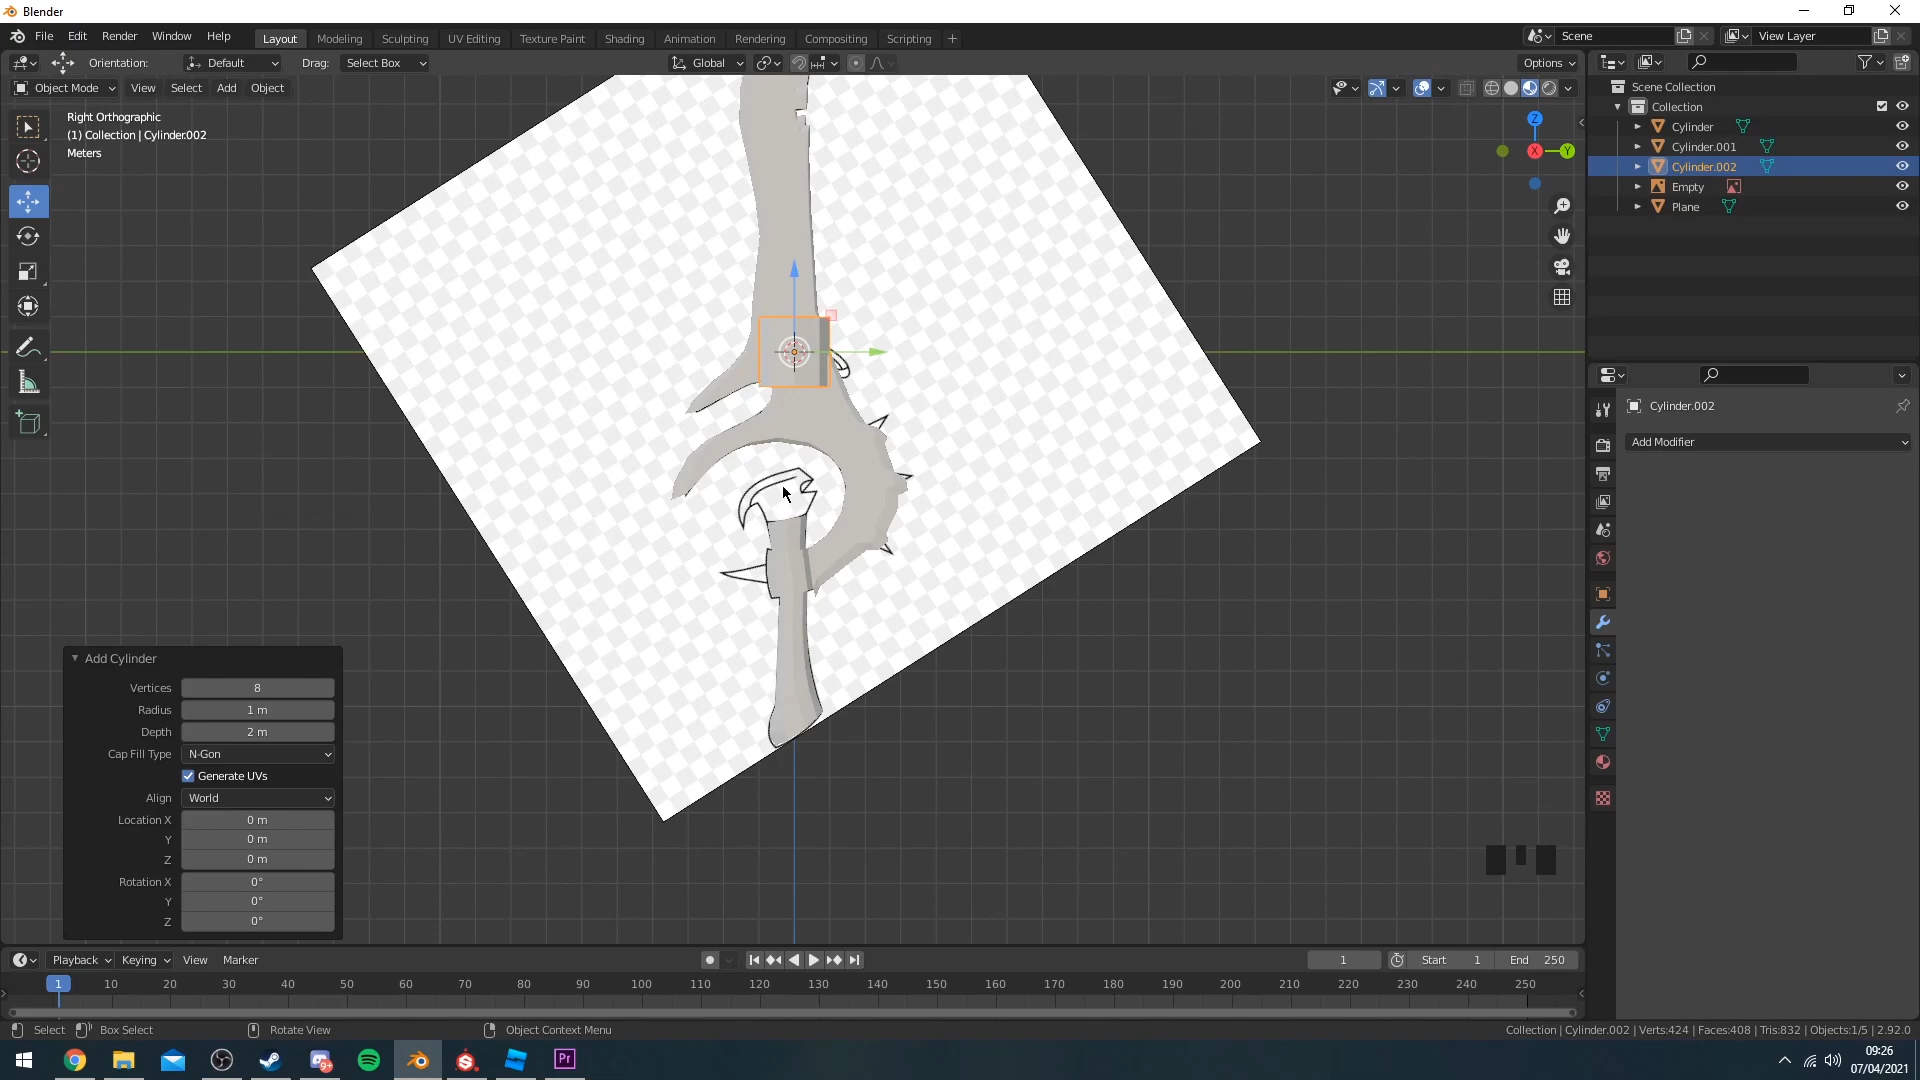 Blender
File Edit Render Window Help
Layout Modeling Sculpting UV Editing Texture Paint Shading Animation Rendering Compositing Scripting +
Scene
View Layer
Orientation: Default Drag: Select Box
Global
Options
Object Mode View Select Add Object
Right Orthographic
(1) Collection | Cylinder.002
Meters
Z
Y
X
Scene Collection
Collection
Cylinder
Cylinder.001
Cylinder.002
Empty
Plane
Cylinder.002
Add Modifier
Add Cylinder
Vertices 8
Radius 1 m
Depth 2 m
Cap Fill Type N-Gon
Generate UVs
Align World
Location X 0 m
Y 0 m
Z 0 m
Rotation X 0°
Y 0°
Z 0°
Playback Keying View Marker
1
Start 1
End 250
1 10 20 30 40 50 60 70 80 90 100 110 120 130 140 150 160 170 180 190 200 210 220 230 240 250
Select Box Select Rotate View Object Context Menu
Collection | Cylinder.002 | Verts:424 | Faces:408 | Tris:832 | Objects:1/5 | 2.92.0
9+
Pr
09:26
07/04/2021